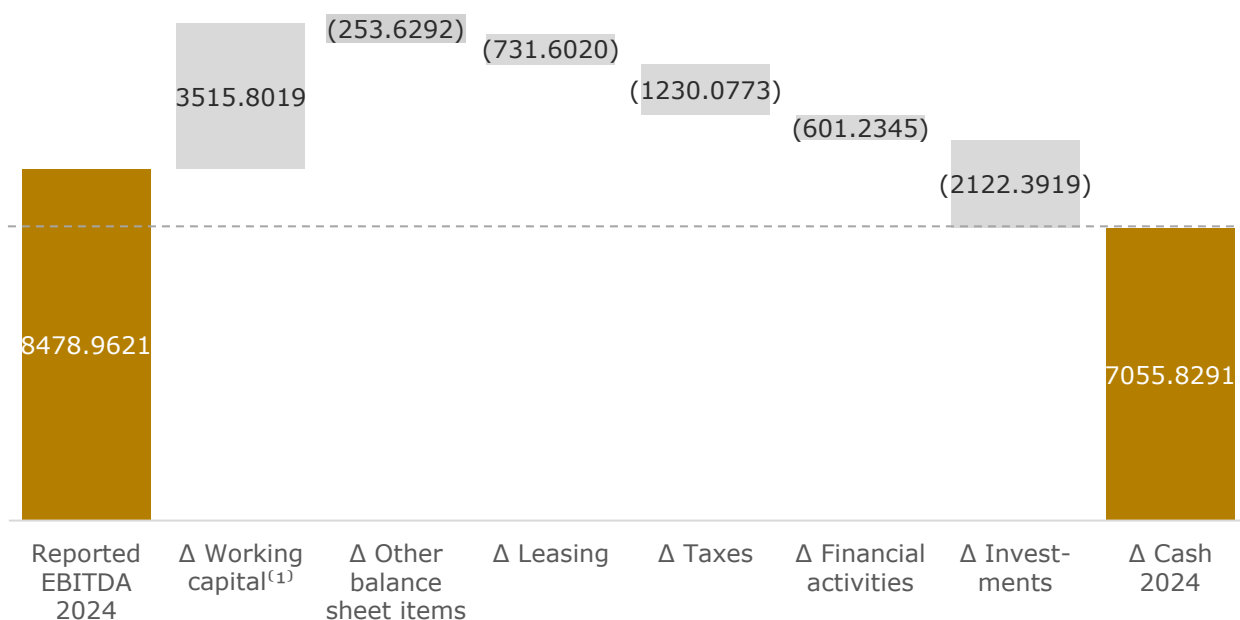 (253.6292)
(731.6020)
3515.8019
(1230.0773)
(601.2345)
(2122.3919)
8478.9621
7055.8291
Reported
EBITDA
2024
Δ Working
capital⁽¹⁾
Δ Other
balance
sheet items
Δ Leasing
Δ Taxes
Δ Financial
activities
Δ Invest-
ments
Δ Cash
2024